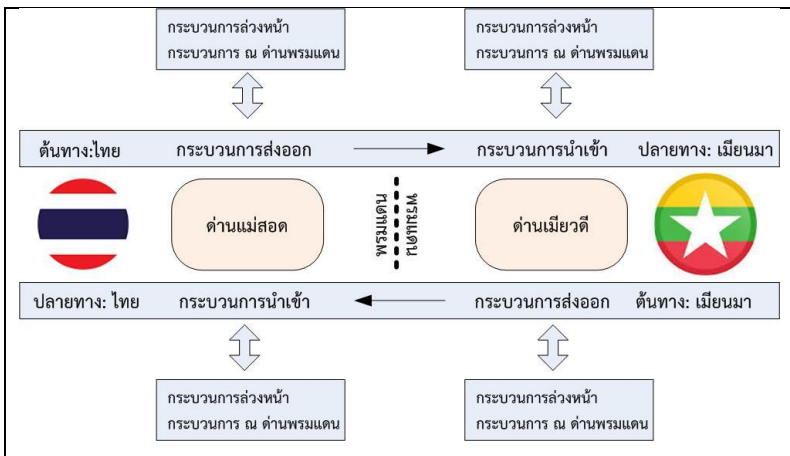 กระบวนการล่วงหน้า
กระบวนการ ณ ด่านพรมแดน
กระบวนการล่วงหน้า
กระบวนการ ณ ด่านพรมแดน
ต้นทาง:ไทย กระบวนการส่งออก กระบวนการนำเข้า ปลายทาง: เมียนมา
ด่านแม่สอด
พรมแดน
พรมแดน
ด่านเมียวดี
ปลายทาง: ไทย กระบวนการนำเข้า กระบวนการส่งออก ต้นทาง: เมียนมา
กระบวนการล่วงหน้า
กระบวนการ ณ ด่านพรมแดน
กระบวนการล่วงหน้า
กระบวนการ ณ ด่านพรมแดน